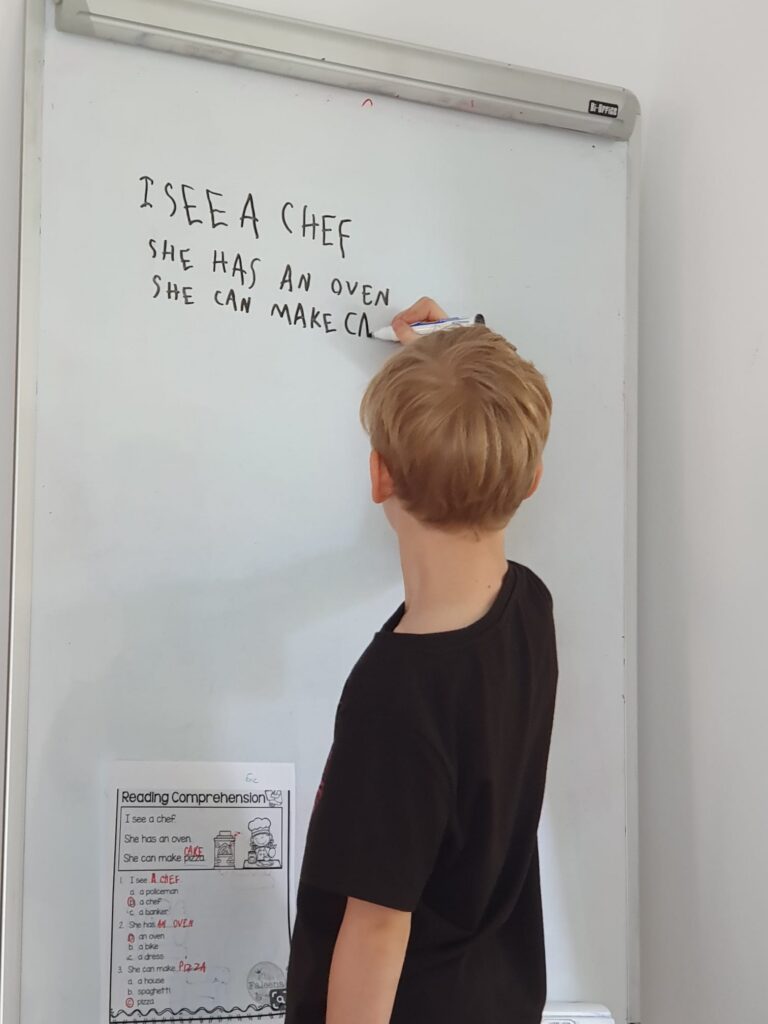 Bi-OFFiCE
I SEE A CHEF
SHE HAS AN OVEN
SHE CAN MAKE CA
Reading Comprehension
I see a chef.
She has an oven.
CAKE
She can make pizza.
1. I see A CHEF.
a. a policeman
b. a chef
c. a banker
2. She has AN OVEN
a. an oven
b. a bike
c. a dress
3. She can make PIZZA
a. a house
b. spaghetti
c. pizza